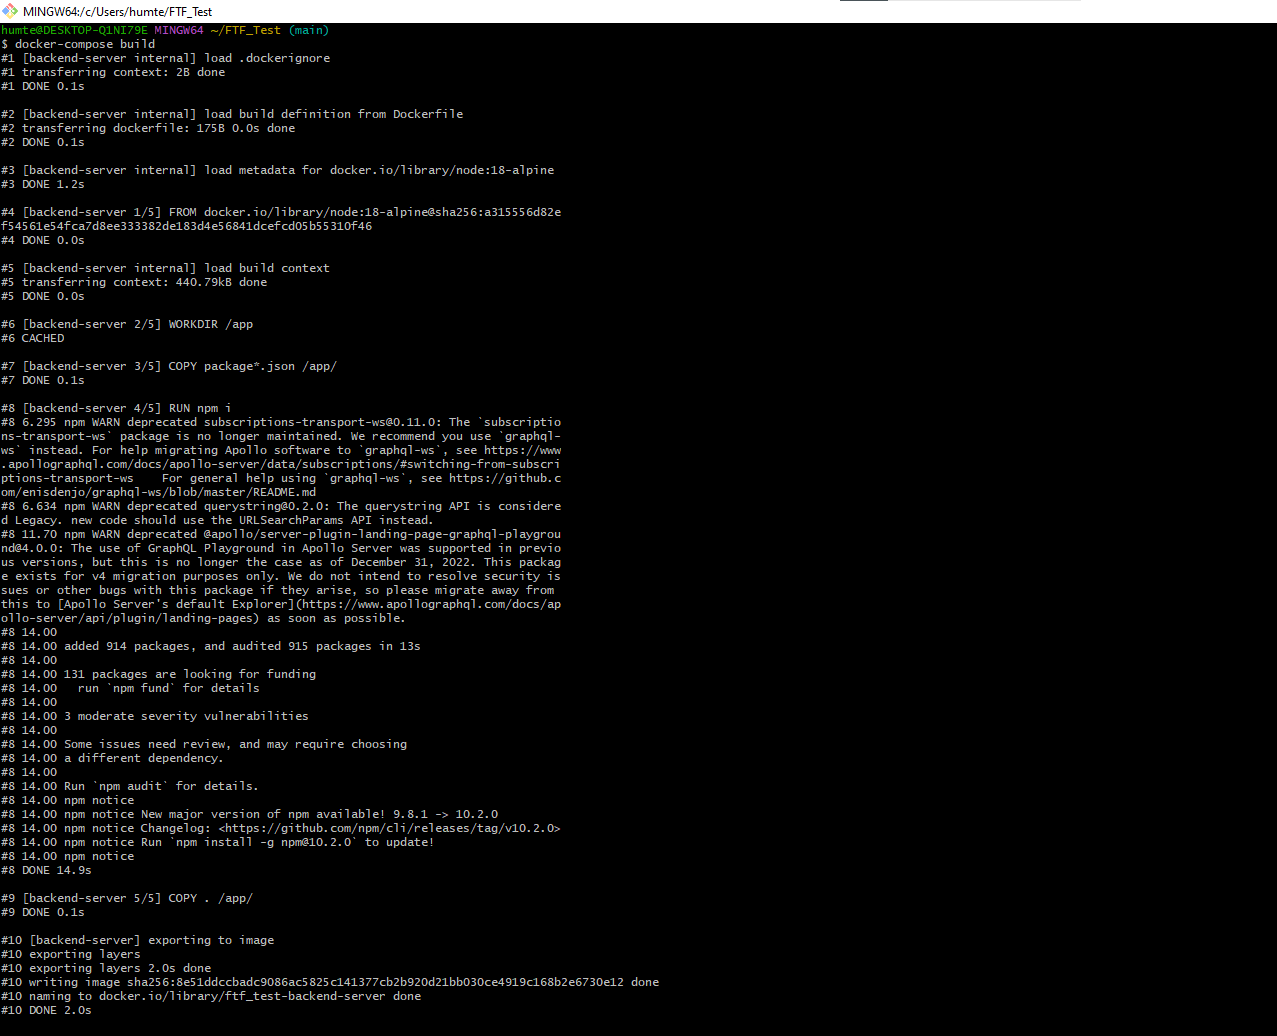 MINGW64:/c/Users/humte/FTF_Test
humte@DESKTOP-Q1NI79E MINGW64 ~/FTF_Test (main)
$ docker-compose build
#1 [backend-server internal] load .dockerignore
#1 transferring context: 2B done
#1 DONE 0.1s
#2 [backend-server internal] load build definition from Dockerfile
#2 transferring dockerfile: 175B 0.0s done
#2 DONE 0.1s
#3 [backend-server internal] load metadata for docker.io/library/node:18-alpine
#3 DONE 1.2s
#4 [backend-server 1/5] FROM docker.io/library/node:18-alpine@sha256:a315556d82e
f54561e54fca7d8ee333382de183d4e56841dcefcd05b55310f46
#4 DONE 0.0s
#5 [backend-server internal] load build context
#5 transferring context: 440.79kB done
#5 DONE 0.0s
#6 [backend-server 2/5] WORKDIR /app
#6 CACHED
#7 [backend-server 3/5] COPY package*.json /app/
#7 DONE 0.1s
#8 [backend-server 4/5] RUN npm i
#8 6.295 npm WARN deprecated subscriptions-transport-ws@0.11.0: The `subscriptio
ns-transport-ws` package is no longer maintained. We recommend you use `graphql-
ws` instead. For help migrating Apollo software to `graphql-ws`, see https://www
.apollographql.com/docs/apollo-server/data/subscriptions/#switching-from-subscri
ptions-transport-ws    For general help using `graphql-ws`, see https://github.c
om/enisdenjo/graphql-ws/blob/master/README.md
#8 6.634 npm WARN deprecated querystring@0.2.0: The querystring API is considere
d Legacy. new code should use the URLSearchParams API instead.
#8 11.70 npm WARN deprecated @apollo/server-plugin-landing-page-graphql-playgrou
nd@4.0.0: The use of GraphQL Playground in Apollo Server was supported in previo
us versions, but this is no longer the case as of December 31, 2022. This packag
e exists for v4 migration purposes only. We do not intend to resolve security is
sues or other bugs with this package if they arise, so please migrate away from
this to [Apollo Server's default Explorer](https://www.apollographql.com/docs/ap
ollo-server/api/plugin/landing-pages) as soon as possible.
#8 14.00
#8 14.00 added 914 packages, and audited 915 packages in 13s
#8 14.00
#8 14.00 131 packages are looking for funding
#8 14.00   run `npm fund` for details
#8 14.00
#8 14.00 3 moderate severity vulnerabilities
#8 14.00
#8 14.00 Some issues need review, and may require choosing
#8 14.00 a different dependency.
#8 14.00
#8 14.00 Run `npm audit` for details.
#8 14.00 npm notice
#8 14.00 npm notice New major version of npm available! 9.8.1 -> 10.2.0
#8 14.00 npm notice Changelog: <https://github.com/npm/cli/releases/tag/v10.2.0>
#8 14.00 npm notice Run `npm install -g npm@10.2.0` to update!
#8 14.00 npm notice
#8 DONE 14.9s
#9 [backend-server 5/5] COPY . /app/
#9 DONE 0.1s
#10 [backend-server] exporting to image
#10 exporting layers
#10 exporting layers 2.0s done
#10 writing image sha256:8e51ddccbadc9086ac5825c141377cb2b920d21bb030ce4919c168b2e6730e12 done
#10 naming to docker.io/library/ftf_test-backend-server done
#10 DONE 2.0s